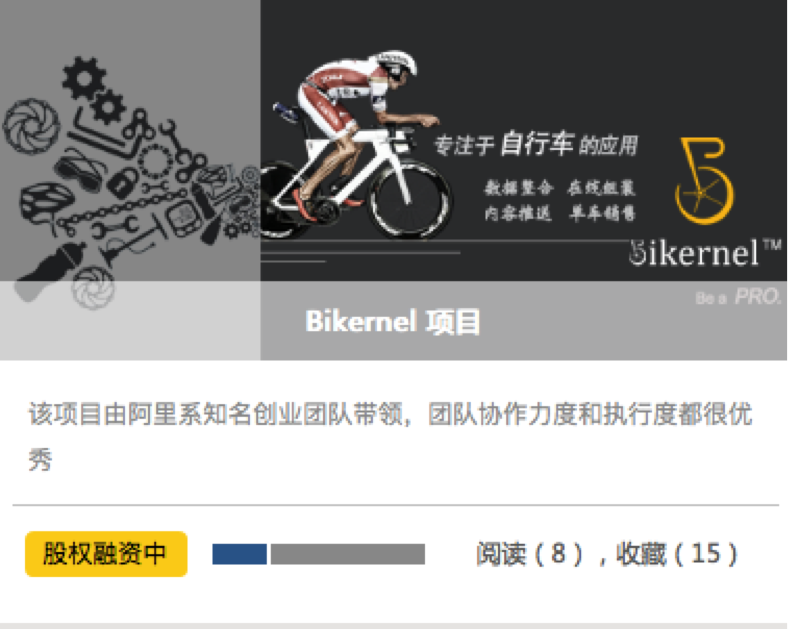 专注于 自行车 的应用
数据整合 在线组装
内容推送 单车销售
Bikernel™
Be a PRO.
Bikernel 项目
该项目由阿里系知名创业团队带领，团队协作力度和执行度都很优
秀
股权融资中
阅读（8），收藏（15）